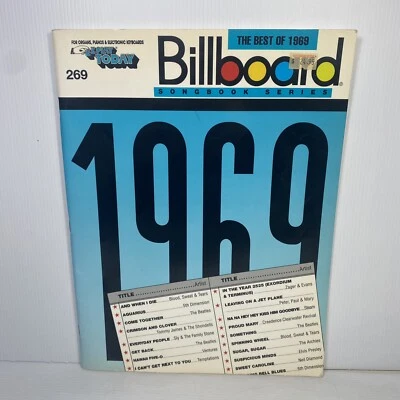 FOR ORGANS, PIANOS & ELECTRONIC KEYBOARDS
E-Z PLAY
TODAY
269
THE BEST OF 1969
Billboard
SONGBOOK SERIES
1969
TITLE Artist
AND WHEN I DIE Blood, Sweat & Tears
AQUARIUS 5th Dimension
COME TOGETHER The Beatles
CRIMSON AND CLOVER
Tommy James & The Shondells
EVERYDAY PEOPLE Sly & The Family Stone
GET BACK The Beatles
HAWAII FIVE-O Ventures
I CAN'T GET NEXT TO YOU Temptations
TITLE Artist
IN THE YEAR 2525 (EXORDIUM
& TERMINUS) Zager & Evans
LEAVING ON A JET PLANE
Peter, Paul & Mary
NA NA HEY HEY KISS HIM GOODBYE Steam
PROUD MARY Creedence Clearwater Revival
SOMETHING The Beatles
SPINNING WHEEL Blood, Sweat & Tears
SUGAR, SUGAR The Archies
SUSPICIOUS MINDS Elvis Presley
SWEET CAROLINE Neil Diamond
BELL BLUES 5th Dimension